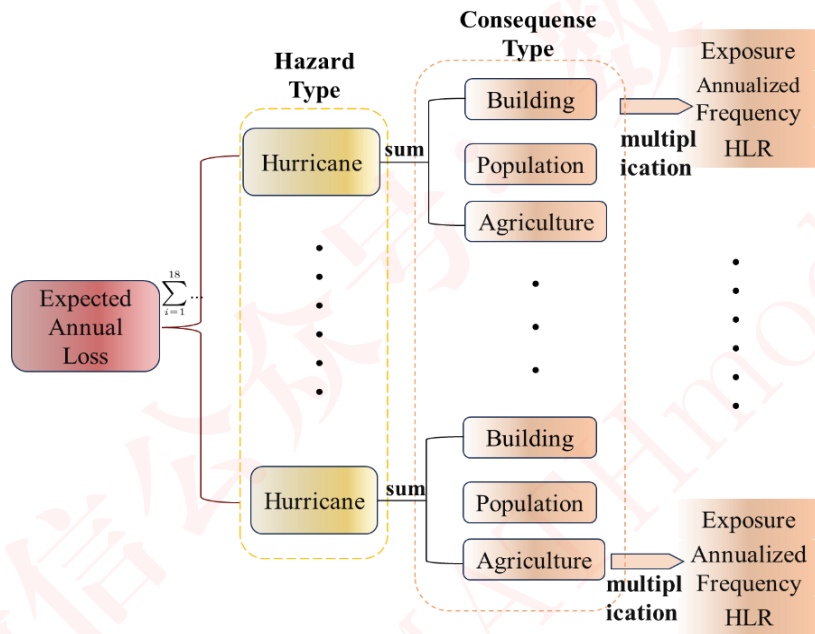 Hazard
Type
Consequense
Type
Expected
Annual
Loss
18
∑...
i=1
Hurricane
sum
Building
Population
Agriculture
multipl
ication
Exposure
Annualized
Frequency
HLR
Hurricane
sum
Building
Population
Agriculture
multipl
ication
Exposure
Annualized
Frequency
HLR